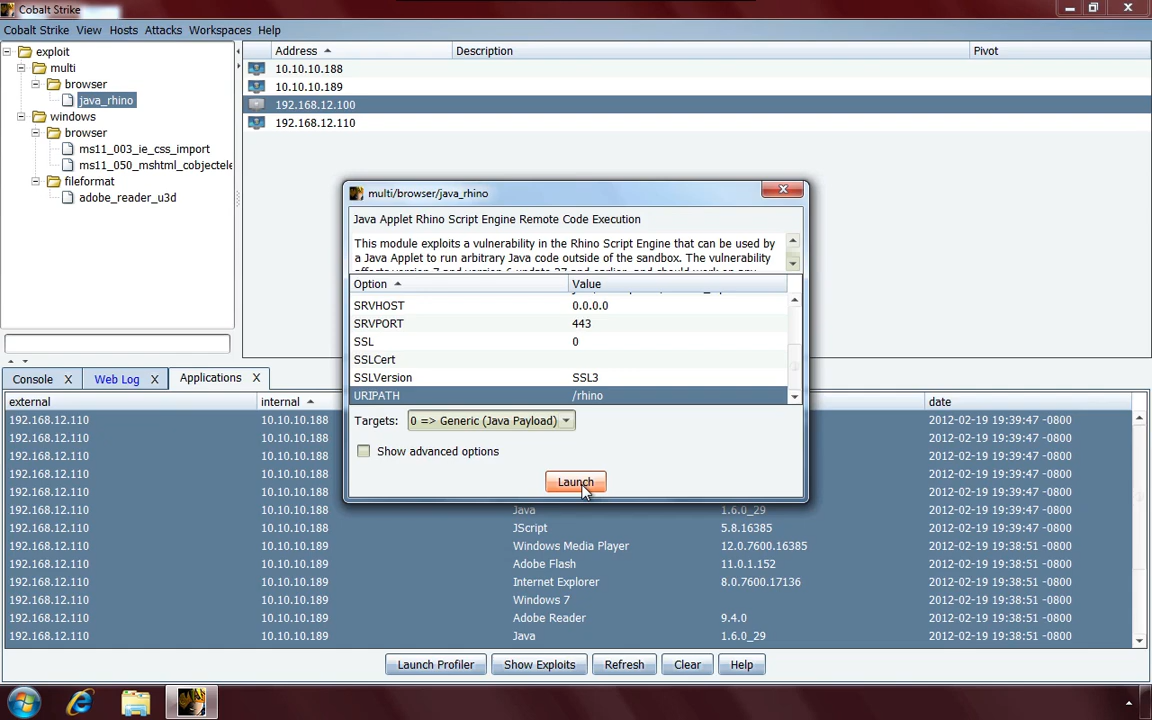 Cobalt Strike
Cobalt Strike View Hosts Attacks Workspaces Help
exploit
multi
browser
java_rhino
windows
browser
ms11_003_ie_css_import
ms11_050_mshtml_cobjectele
fileformat
adobe_reader_u3d
Address Description Pivot
10.10.10.188
10.10.10.189
192.168.12.100
192.168.12.110
multi/browser/java_rhino
Java Applet Rhino Script Engine Remote Code Execution
This module exploits a vulnerability in the Rhino Script Engine that can be used by
a Java Applet to run arbitrary Java code outside of the sandbox. The vulnerability
Option Value
SRVHOST 0.0.0.0
SRVPORT 443
SSL 0
SSLCert
SSLVersion SSL3
URIPATH /rhino
Targets: 0 => Generic (Java Payload)
Show advanced options
Launch
Console X Web Log X Applications X
external internal date
192.168.12.110 10.10.10.188 2012-02-19 19:39:47 -0800
192.168.12.110 10.10.10.188 2012-02-19 19:39:47 -0800
192.168.12.110 10.10.10.188 2012-02-19 19:39:47 -0800
192.168.12.110 10.10.10.188 2012-02-19 19:39:47 -0800
192.168.12.110 10.10.10.188 2012-02-19 19:39:47 -0800
192.168.12.110 10.10.10.188 Java 1.6.0_29 2012-02-19 19:39:47 -0800
192.168.12.110 10.10.10.188 JScript 5.8.16385 2012-02-19 19:39:47 -0800
192.168.12.110 10.10.10.189 Windows Media Player 12.0.7600.16385 2012-02-19 19:38:51 -0800
192.168.12.110 10.10.10.189 Adobe Flash 11.0.1.152 2012-02-19 19:38:51 -0800
192.168.12.110 10.10.10.189 Internet Explorer 8.0.7600.17136 2012-02-19 19:38:51 -0800
192.168.12.110 10.10.10.189 Windows 7 2012-02-19 19:38:51 -0800
192.168.12.110 10.10.10.189 Adobe Reader 9.4.0 2012-02-19 19:38:51 -0800
192.168.12.110 10.10.10.189 Java 1.6.0_29 2012-02-19 19:38:51 -0800
Launch Profiler Show Exploits Refresh Clear Help